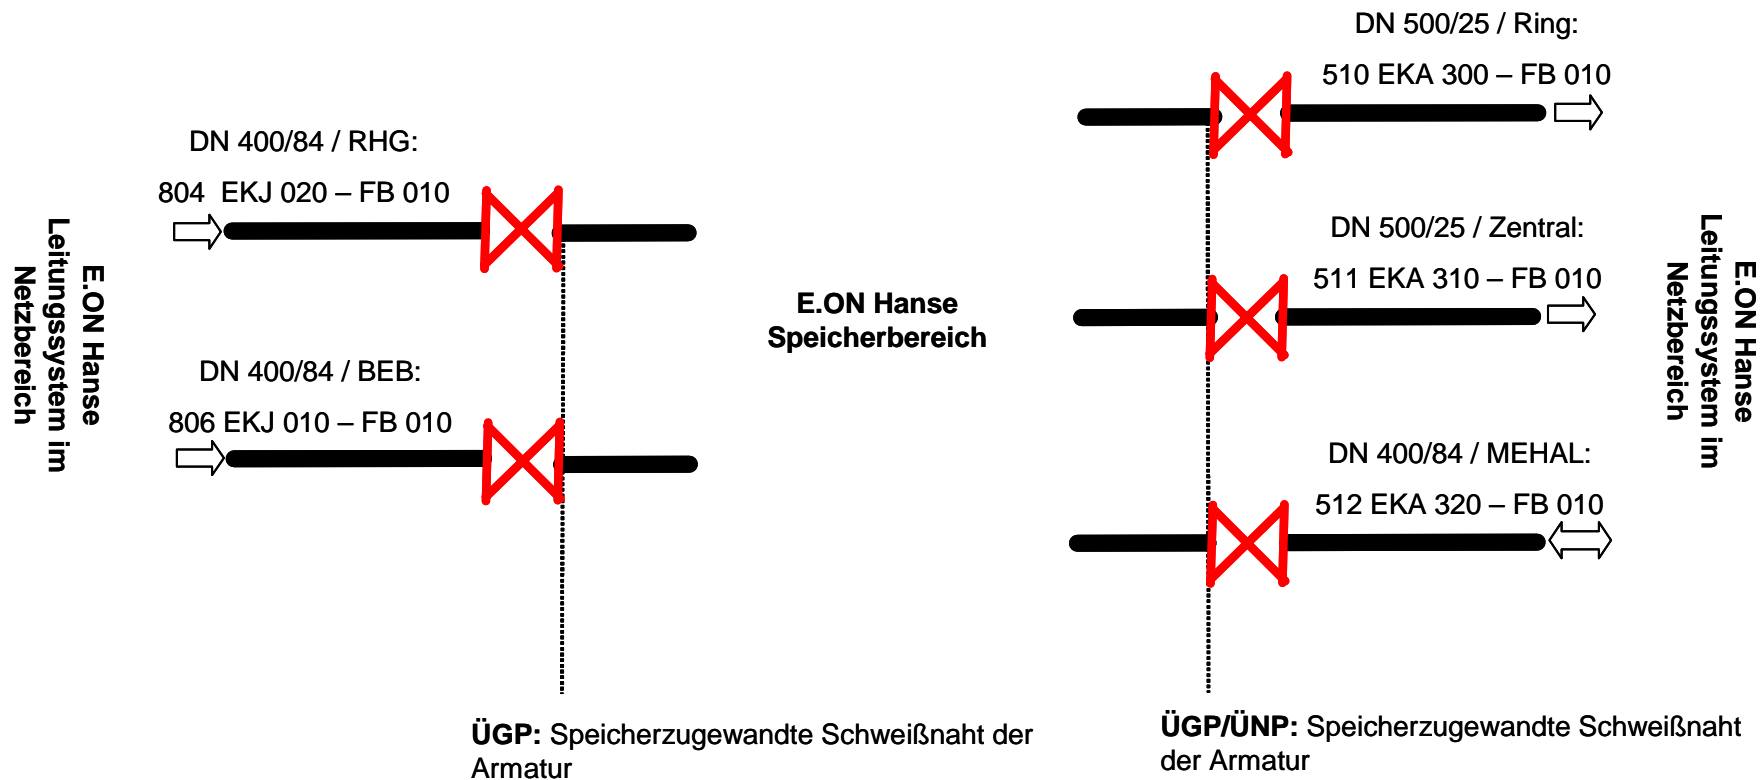 DN 400/84 / RHG:
804 EKJ 020 – FB 010
E.ON Hanse
Leitungssystem im
Netzbereich
DN 400/84 / BEB:
806 EKJ 010 – FB 010
ÜGP: Speicherzugewandte Schweißnaht der
Armatur
E.ON Hanse
Speicherbereich
DN 500/25 / Ring:
510 EKA 300 – FB 010
DN 500/25 / Zentral:
511 EKA 310 – FB 010
DN 400/84 / MEHAL:
512 EKA 320 – FB 010
E.ON Hanse
Leitungssystem im
Netzbereich
ÜGP/ÜNP: Speicherzugewandte Schweißnaht
der Armatur